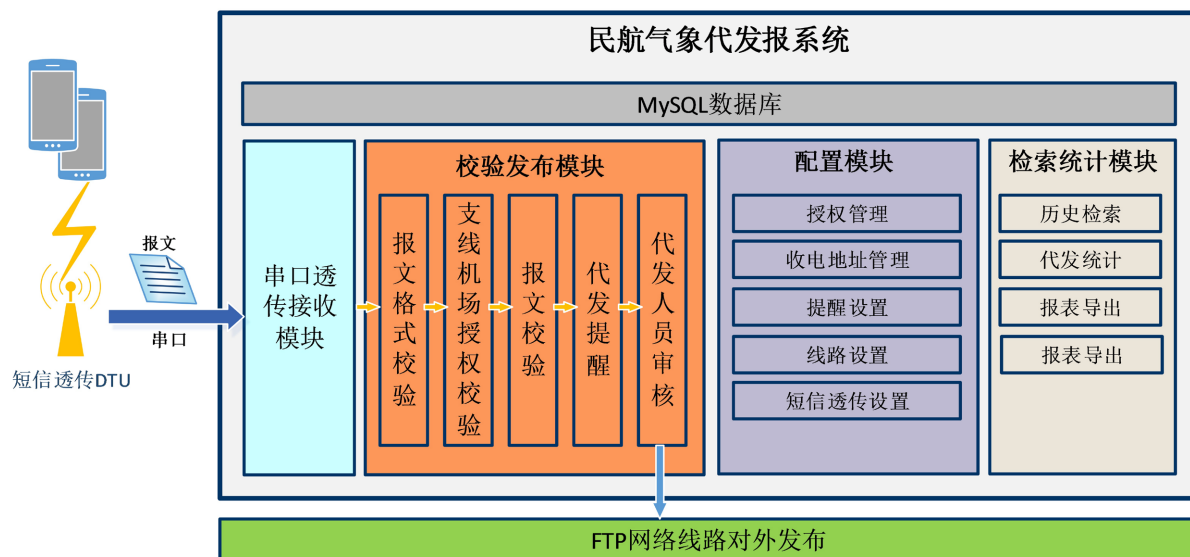 民航气象代发报系统
MySQL数据库
报文
串口
短信透传DTU
串口透
传接收
模块
校验发布模块
报文格式校验
支线机场授权校验
报文校验
代发提醒
代发人员审核
配置模块
授权管理
收电地址管理
提醒设置
线路设置
短信透传设置
检索统计模块
历史检索
代发统计
报表导出
报表导出
FTP网络线路对外发布